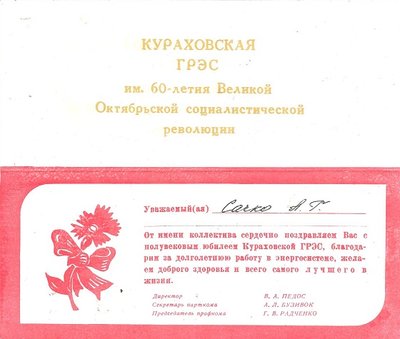 КУРАХОВСКАЯ
ГРЭС
им. 60-летия Великой
Октябрьской социалистической
революции
Уважаемый(ая) Сачко А. Г.
От имени коллектива сердечно поздравляем Вас с
полувековым юбилеем Кураховской ГРЭС, благода-
рим за долголетнюю работу в энергосистеме, жела-
ем доброго здоровья и всего самого лучшего в
жизни.
Директор В. А. ПЕДОС
Секретарь парткома А. Л. БУЗИВОК
Председатель профкома Г. В. РАДЧЕНКО